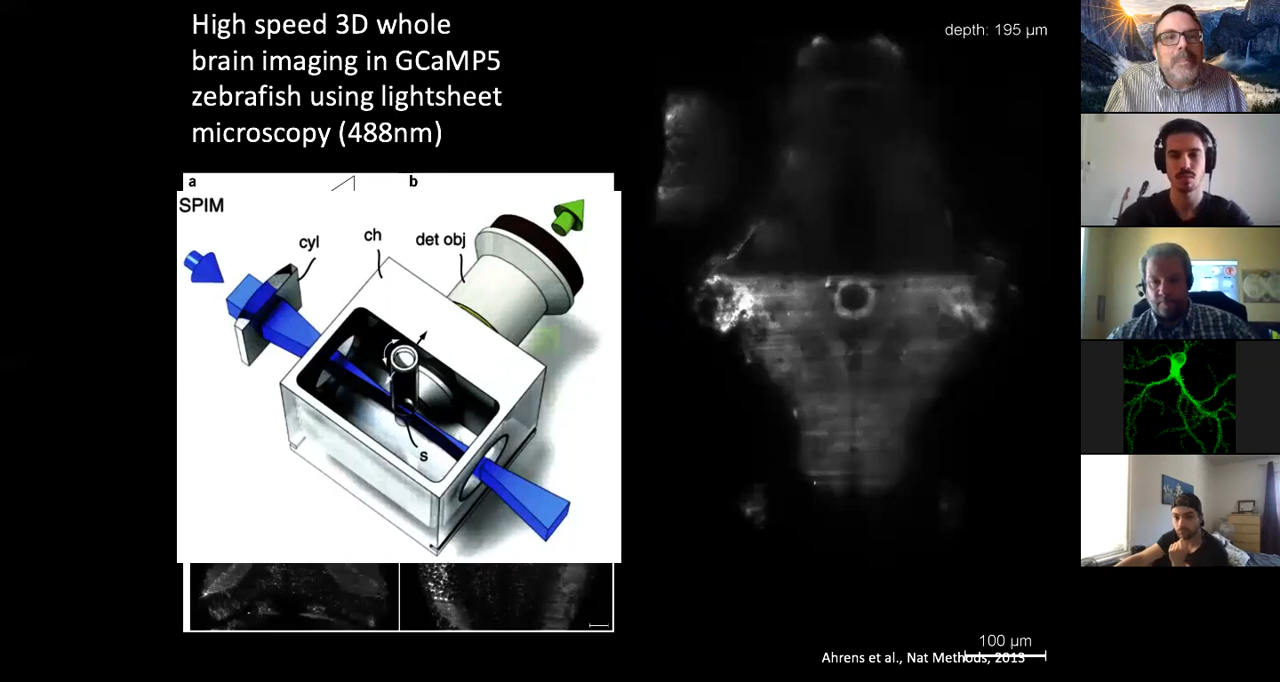 High speed 3D whole
brain imaging in GCaMP5
zebrafish using lightsheet
microscopy (488nm)
depth: 195 µm
a
b
SPIM
cyl
ch
det obj
s
100 µm
Ahrens et al., Nat Methods, 2013